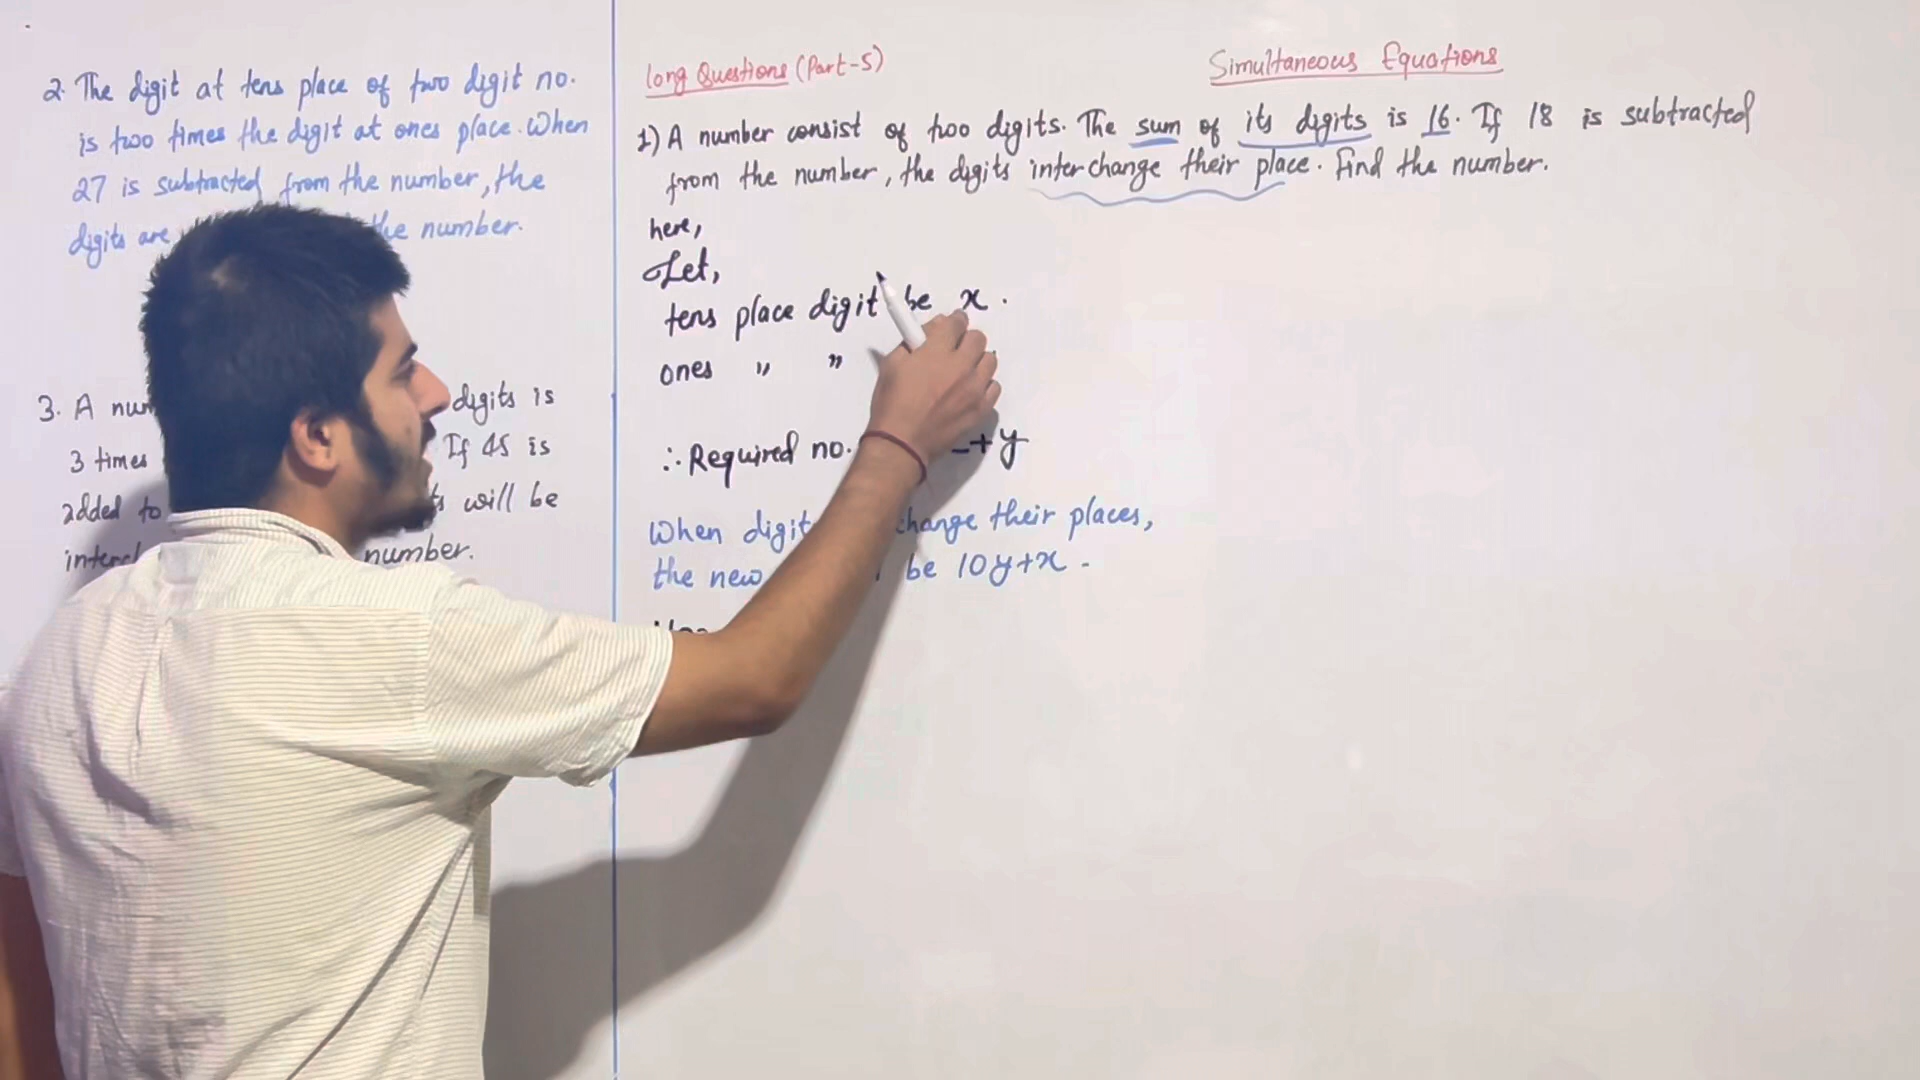 2. The digit at tens place of two digit no.
is two times the digit at ones place. When
27 is subtracted from the number, the
digits are the number.
3. A digits is
3 times If 45 is
added to will be
number.
Long Questions (Part-5)
Simultaneous Equations
1) A number consist of two digits. The sum of its digits is 16. If 18 is subtracted
from the number, the digits interchange their place. Find the number.
here,
Let,
tens place digit be x.
ones " "
∴ Required no. + y
When change their places,
the new be 10y+x.